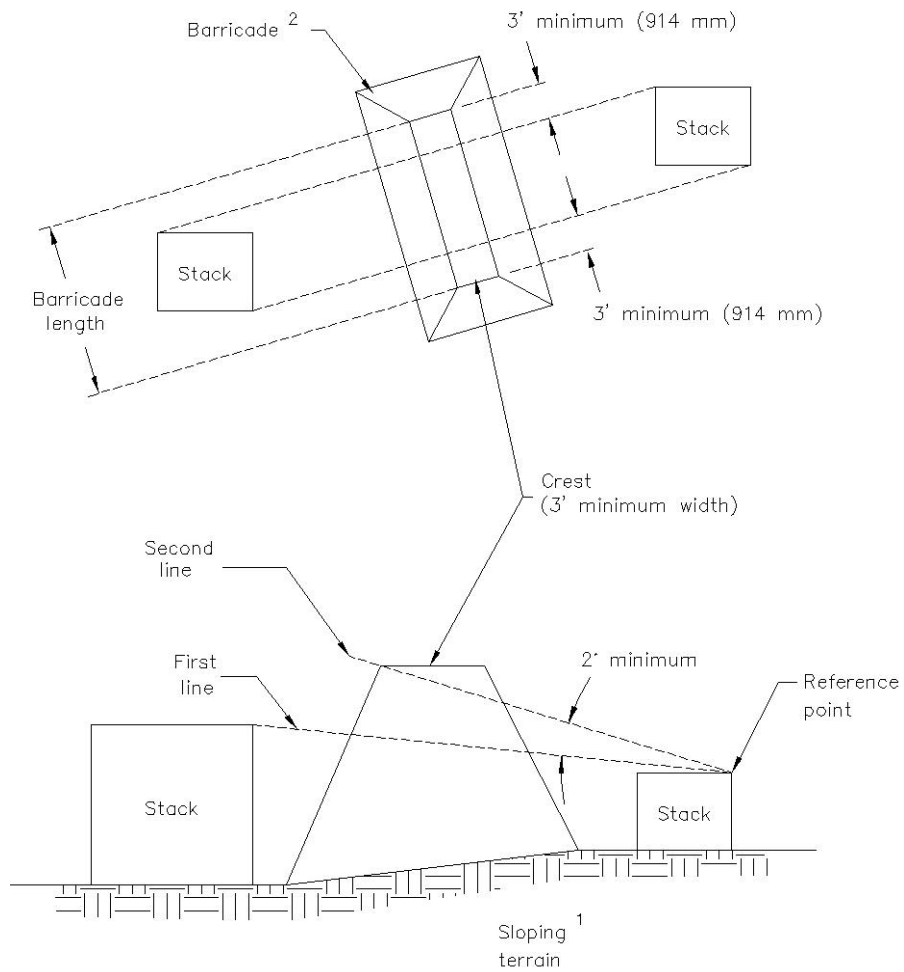 Barricade 2
3' minimum (914 mm)
Stack
Stack
Barricade
length
3' minimum (914 mm)
Crest
(3' minimum width)
Second
line
First
line
2° minimum
Reference
point
Stack
Stack
Sloping 1
terrain